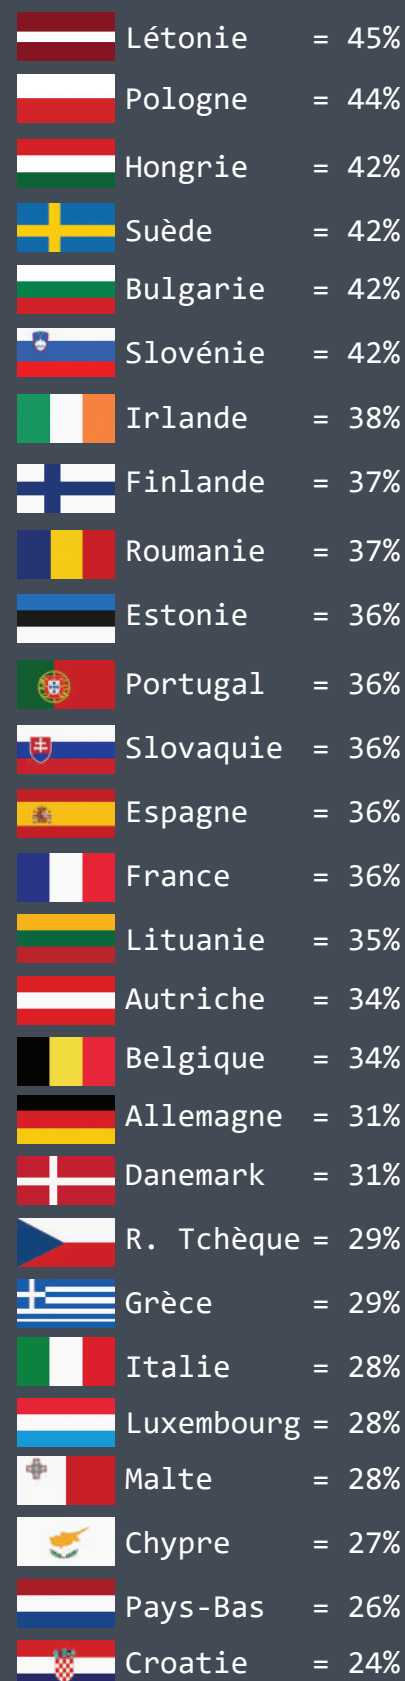 Létonie = 45%
Pologne = 44%
Hongrie = 42%
Suède = 42%
Bulgarie = 42%
Slovénie = 42%
Irlande = 38%
Finlande = 37%
Roumanie = 37%
Estonie = 36%
Portugal = 36%
Slovaquie = 36%
Espagne = 36%
France = 36%
Lituanie = 35%
Autriche = 34%
Belgique = 34%
Allemagne = 31%
Danemark = 31%
R. Tchèque = 29%
Grèce = 29%
Italie = 28%
Luxembourg = 28%
Malte = 28%
Chypre = 27%
Pays-Bas = 26%
Croatie = 24%